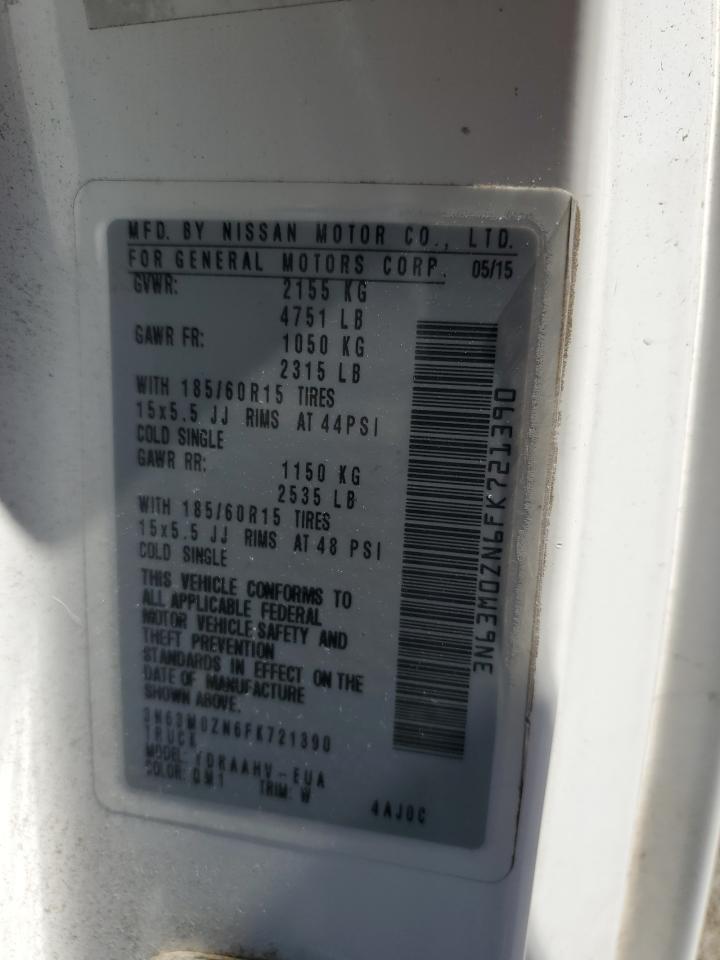 MFD. BY NISSAN MOTOR CO., LTD.
FOR GENERAL MOTORS CORP. 05/15
GVWR: 2155 KG
4751 LB
GAWR FR: 1050 KG
2315 LB
WITH 185/60R15 TIRES
15x5.5 JJ RIMS AT 44PSI
COLD SINGLE
GAWR RR: 1150 KG
2535 LB
WITH 185/60R15 TIRES
15x5.5 JJ RIMS AT 48 PSI
COLD SINGLE
THIS VEHICLE CONFORMS TO
ALL APPLICABLE FEDERAL
MOTOR VEHICLE SAFETY AND
THEFT PREVENTION
STANDARDS IN EFFECT ON THE
DATE OF MANUFACTURE
SHOWN ABOVE.
3N63M0ZN6FK721390
TRUCK
MODEL: YDRAAHV-EUA
COLOR: QM1 TRIM: W
4AJ0C
3N63M0ZN6FK721390